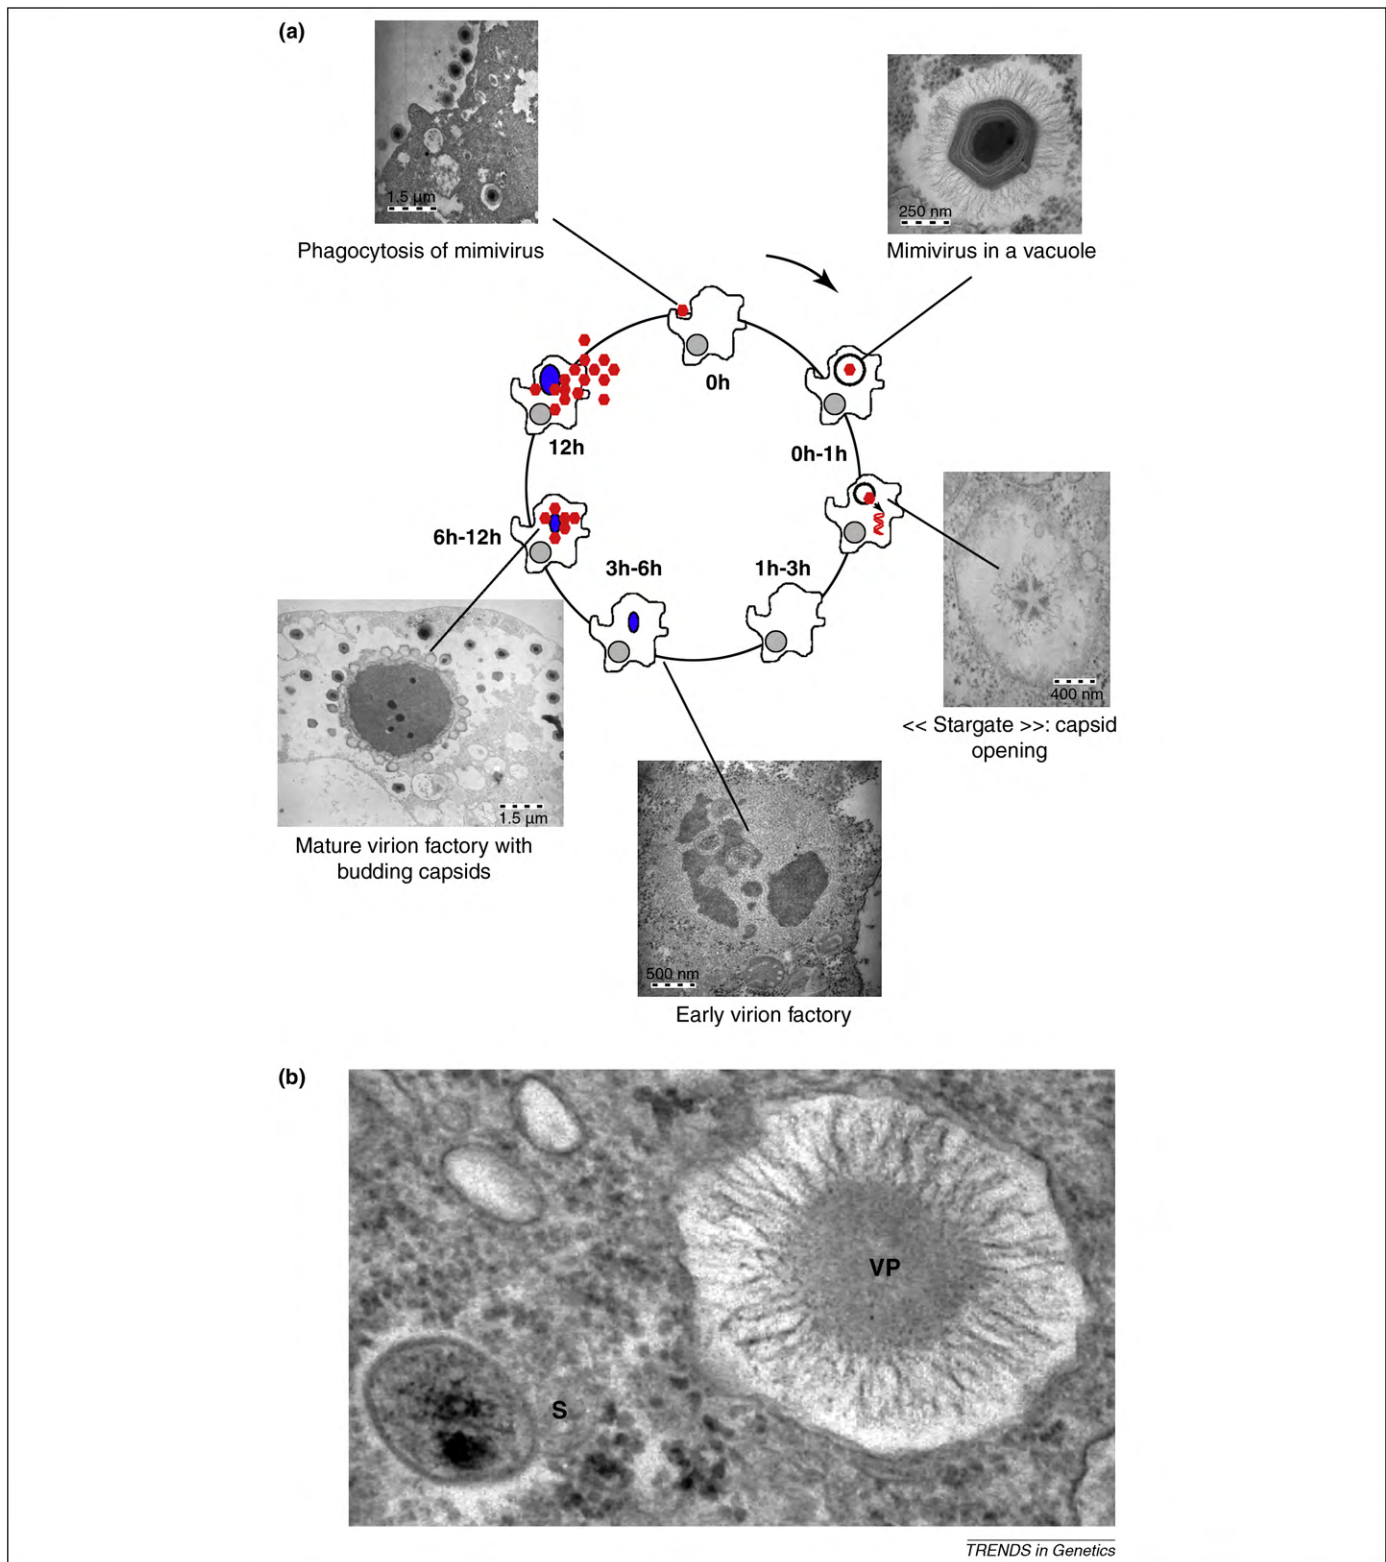 (a)
1.5 µm
250 nm
Phagocytosis of mimivirus
Mimivirus in a vacuole
0h
12h
0h-1h
6h-12h
3h-6h
1h-3h
400 nm
<< Stargate >>: capsid
opening
1.5 µm
Mature virion factory with
budding capsids
500 nm
Early virion factory
(b)
VP
S
TRENDS in Genetics